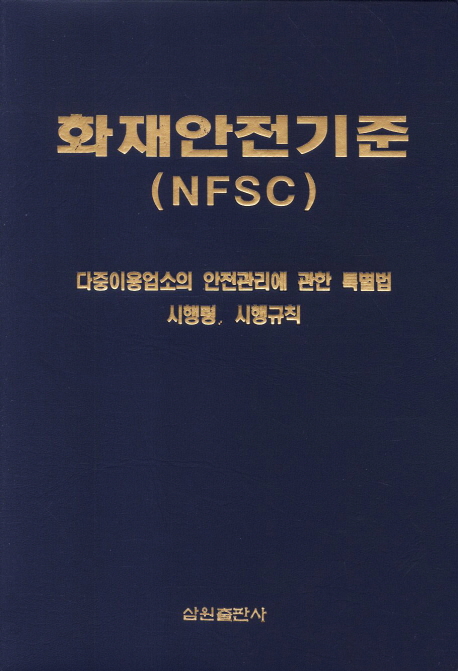 화재안전기준
(NFSC)
다중이용업소의 안전관리에 관한 특별법
시행령, 시행규칙
삼원출판사